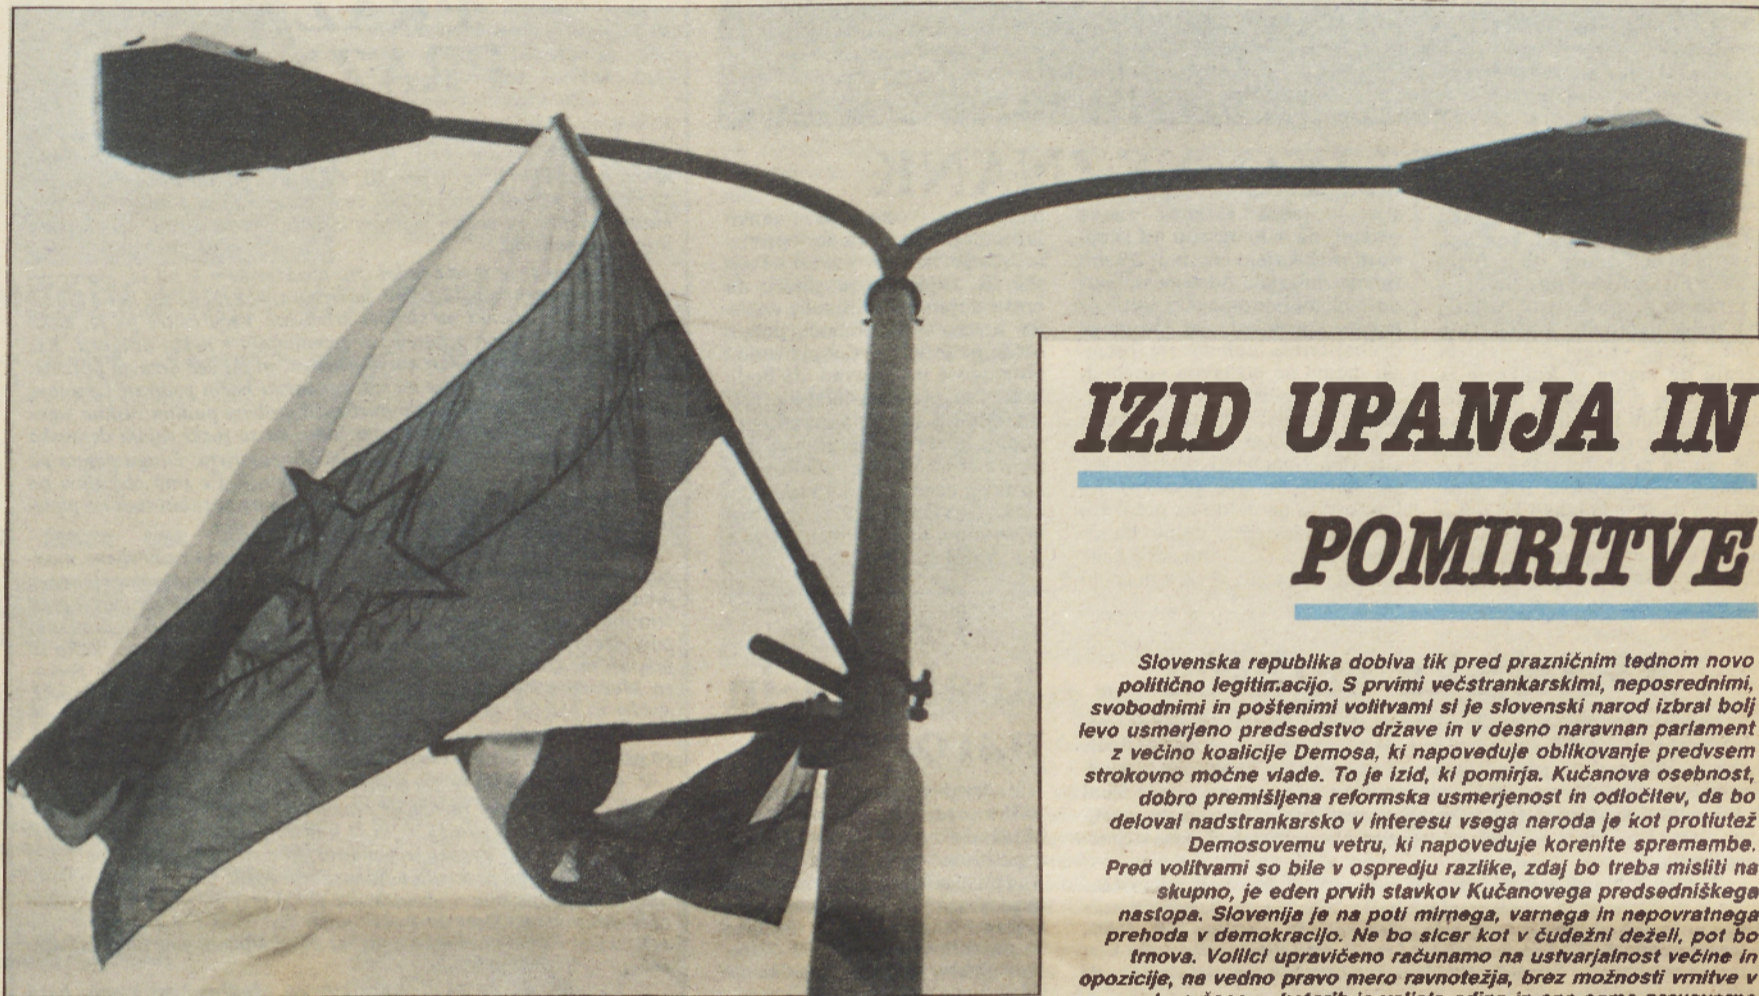 IZID UPANJA IN
POMIRITVE
Slovenska republika dobiva tik pred prazničnim tednom novo
politično legitimacijo. S prvimi večstrankarskimi, neposrednimi,
svobodnimi in poštenimi volitvami si je slovenski narod izbral bolj
levo usmerjeno predsedstvo države in v desno naravnan parlament
z večino koalicije Demosa, ki napoveduje oblikovanje predvsem
strokovno močne vlade. To je izid, ki pomirja. Kučanova osebnost,
dobro premišljena reformska usmerjenost in odločitev, da bo
deloval nadstrankarsko v interesu vsega naroda je kot protiutež
Demosovemu vetru, ki napoveduje korenite spremembe.
Pred volitvami so bile v ospredju razlike, zdaj bo treba misliti na
skupno, je eden prvih stavkov Kučanovega predsedniškega
nastopa. Slovenija je na poti mirnega, varnega in nepovratnega
prehoda v demokracijo. Ne bo sicer kot v čudežni deželi, pot bo
trnova. Volilci upravičeno računamo na ustvarjalnost večine in
opozicije, na vedno pravo mero ravnotežja, brez možnosti vrnitve v